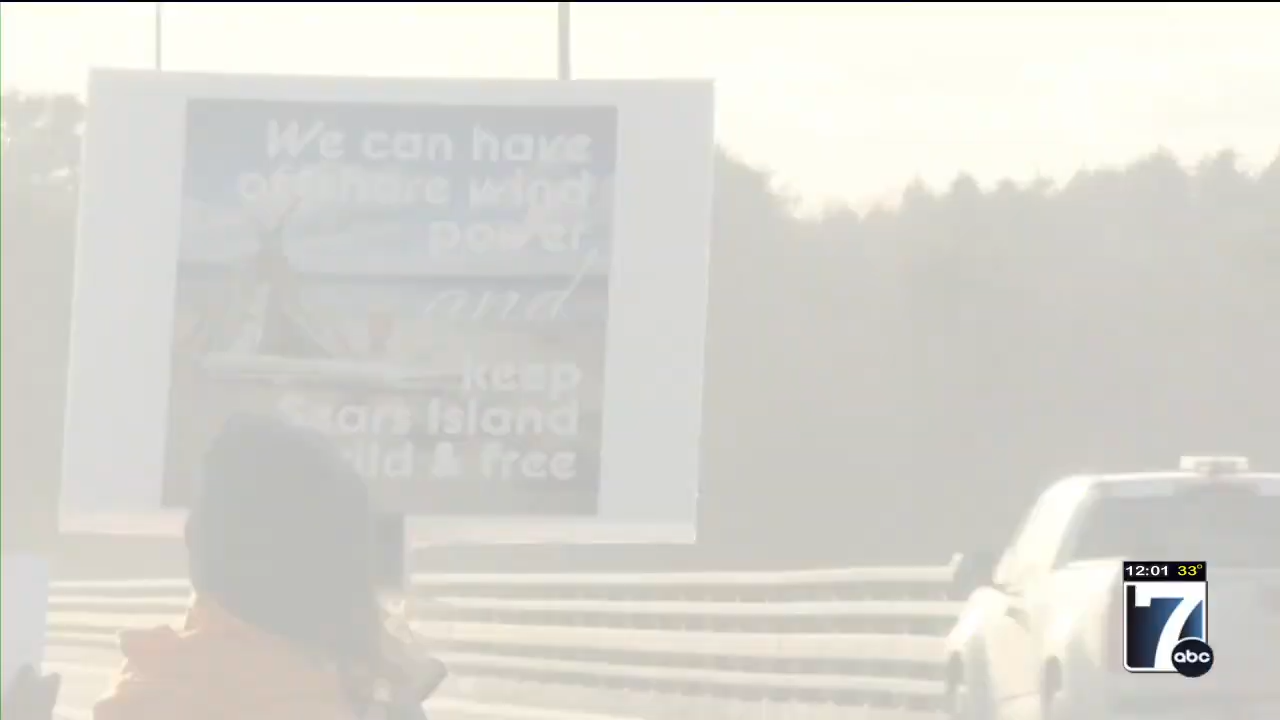 We can have
offshore wind
power
and
keep
Sears Island
wild & free
12:01 33°
7
abc